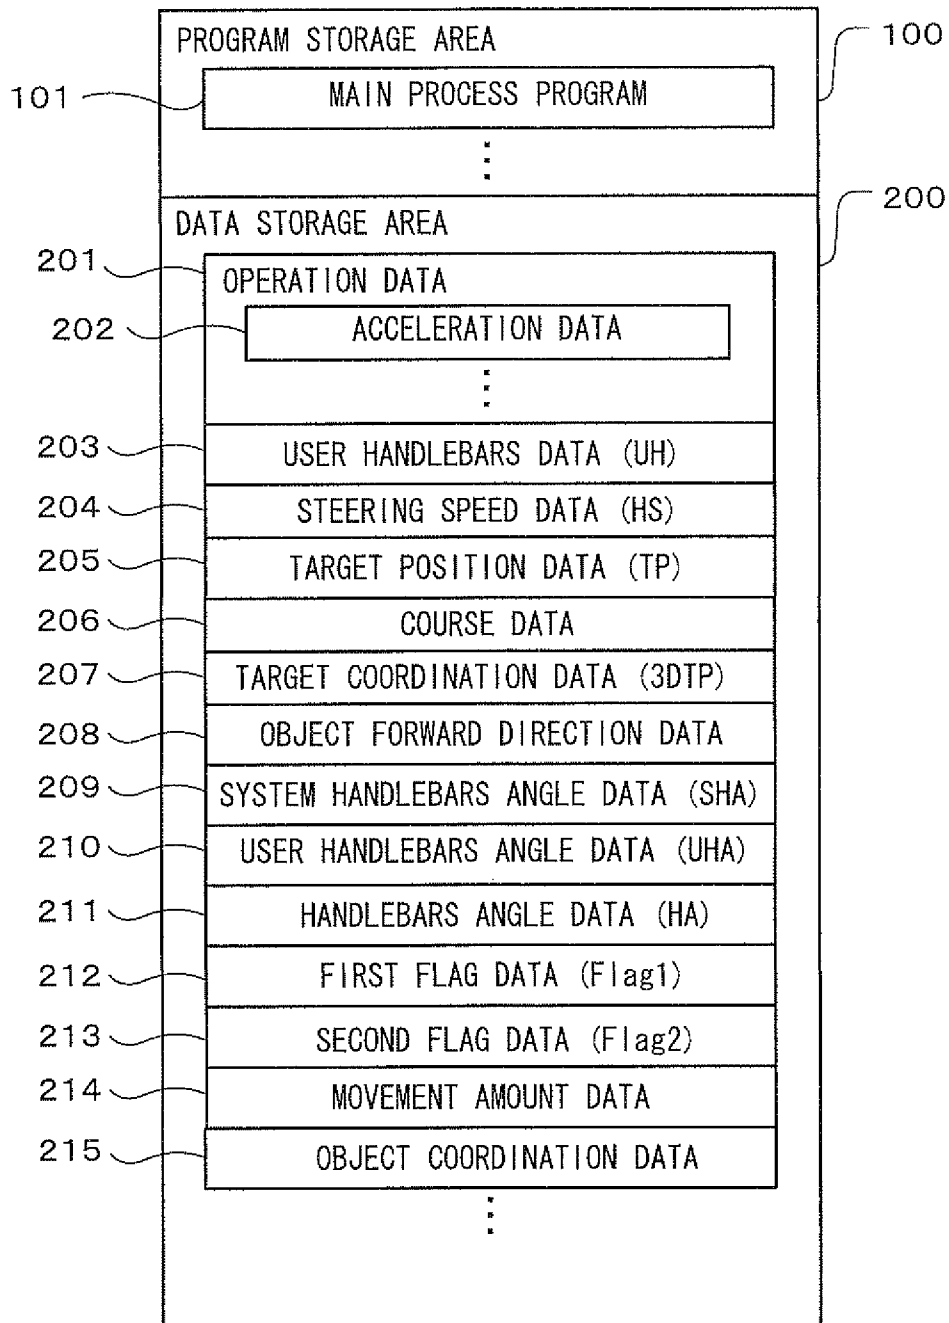 PROGRAM STORAGE AREA
100
101
MAIN PROCESS PROGRAM
200
DATA STORAGE AREA
201
OPERATION DATA
202
ACCELERATION DATA
203
USER HANDLEBARS DATA (UH)
204
STEERING SPEED DATA (HS)
205
TARGET POSITION DATA (TP)
206
COURSE DATA
207
TARGET COORDINATION DATA (3DTP)
208
OBJECT FORWARD DIRECTION DATA
209
SYSTEM HANDLEBARS ANGLE DATA (SHA)
210
USER HANDLEBARS ANGLE DATA (UHA)
211
HANDLEBARS ANGLE DATA (HA)
212
FIRST FLAG DATA (Flag1)
213
SECOND FLAG DATA (Flag2)
214
MOVEMENT AMOUNT DATA
215
OBJECT COORDINATION DATA